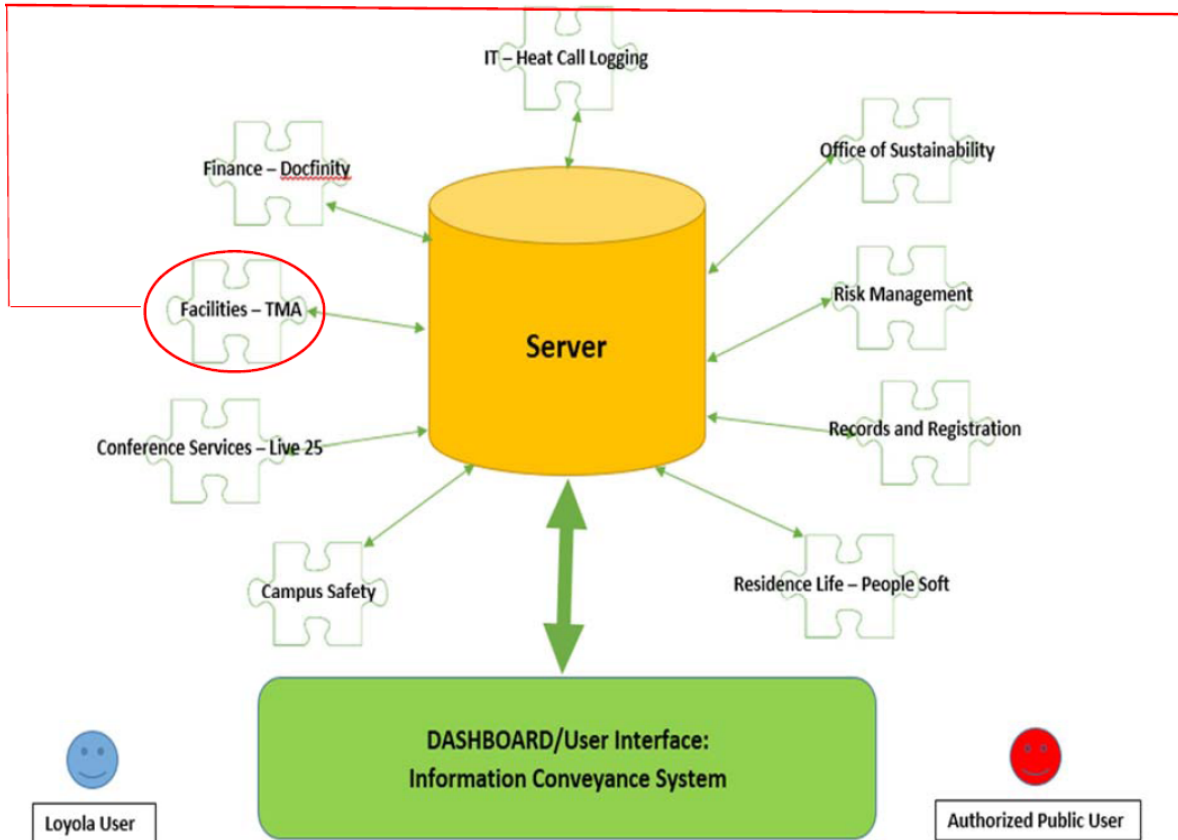 IT – Heat Call Logging
Finance – Docfinity
Office of Sustainability
Facilities – TMA
Risk Management
Server
Conference Services – Live 25
Records and Registration
Campus Safety
Residence Life – People Soft
DASHBOARD/User Interface:
Information Conveyance System
Loyola User
Authorized Public User